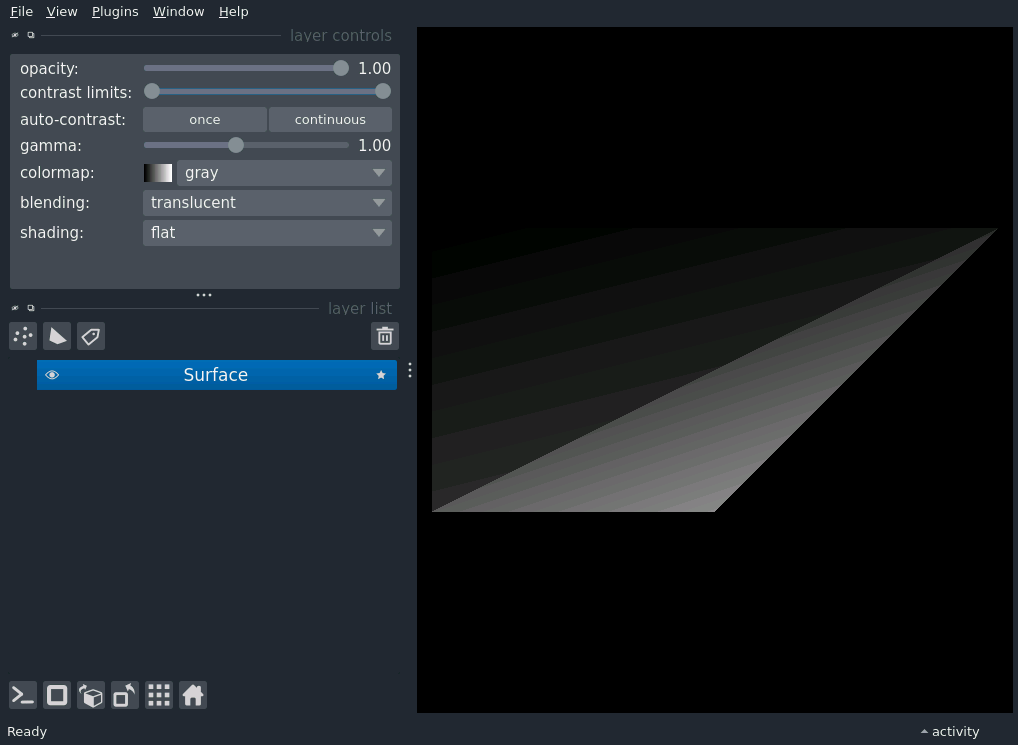 File View Plugins Window Help
layer controls
opacity: 1.00
contrast limits:
auto-contrast: once continuous
gamma: 1.00
colormap: gray
blending: translucent
shading: flat
layer list
Surface
Ready
activity